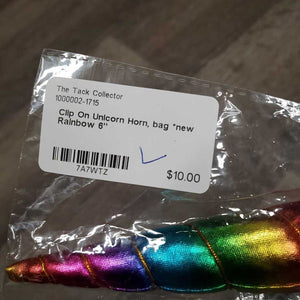 The Tack Collector
1000002-1715
Clip On Unicorn Horn, bag *new
Rainbow 6"
$10.00
7A7WTZ